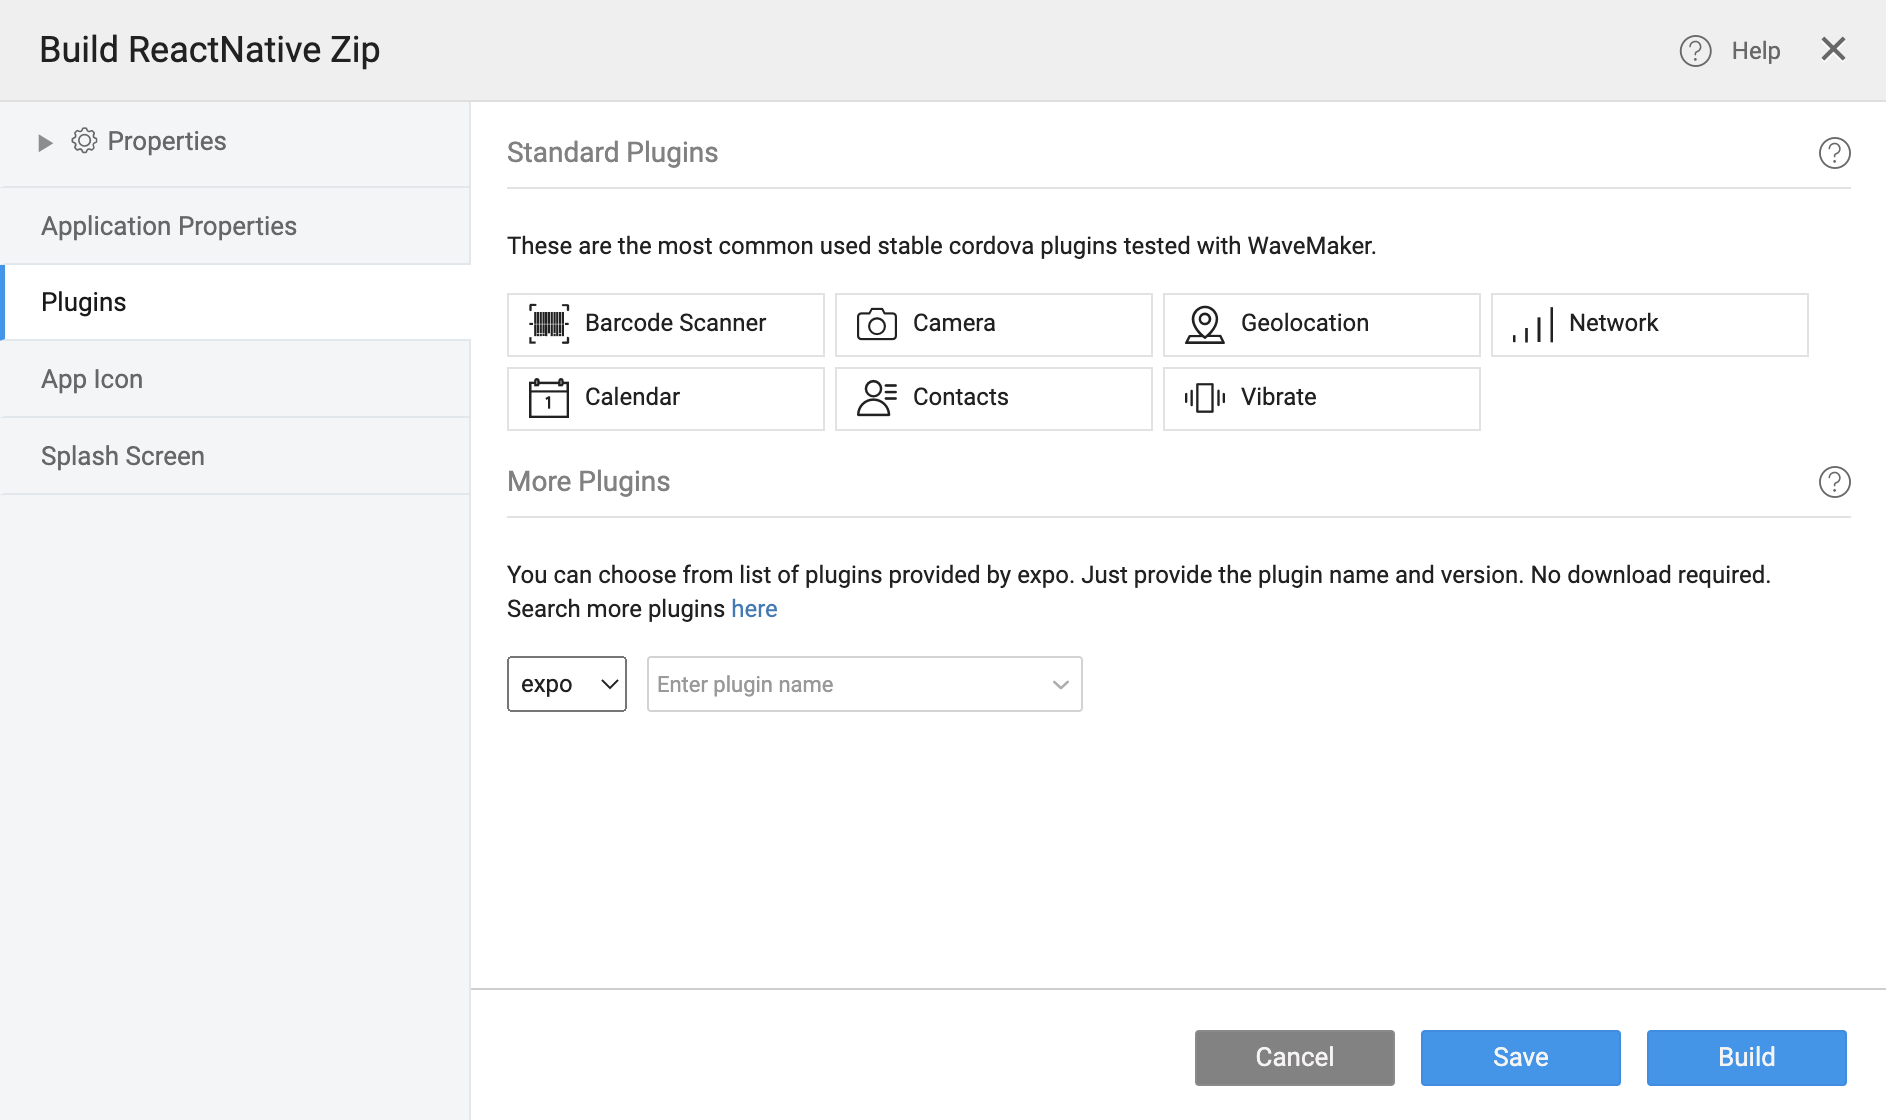 Build ReactNative Zip
Help
Properties
Application Properties
Plugins
App Icon
Splash Screen
Standard Plugins
These are the most common used stable cordova plugins tested with WaveMaker.
Barcode Scanner
Camera
Geolocation
Network
1
Calendar
Contacts
Vibrate
More Plugins
You can choose from list of plugins provided by expo. Just provide the plugin name and version. No download required.
Search more plugins here
expo
Enter plugin name
Cancel
Save
Build